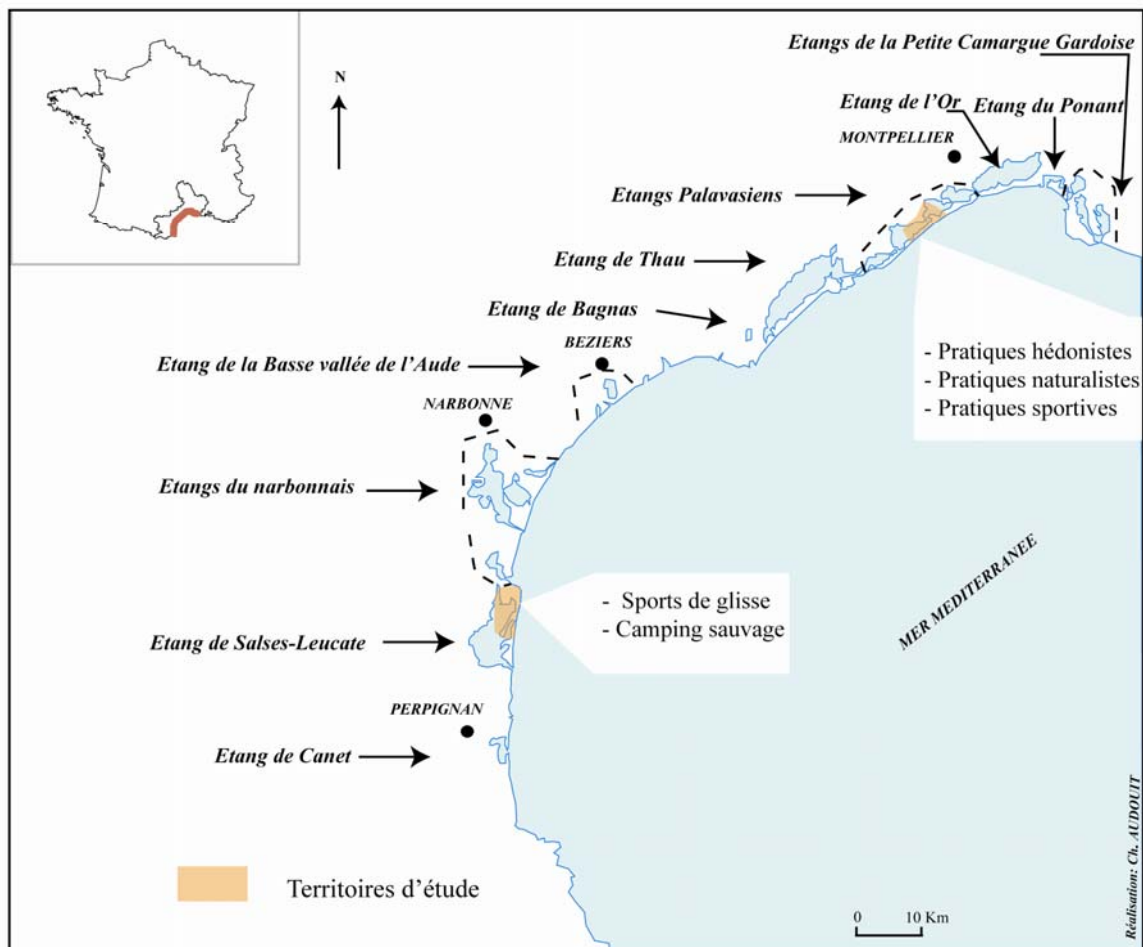 Etangs de la Petite Camargue Gardoise
N
Etang de l'Or
Etang du Ponant
MONTPELLIER
Etangs Palavasiens
Etang de Thau
Etang de Bagnas
BEZIERS
Etang de la Basse vallée de l'Aude
- Pratiques hédonistes
- Pratiques naturalistes
- Pratiques sportives
NARBONNE
Etangs du narbonnais
MER MEDITERRANEE
- Sports de glisse
- Camping sauvage
Etang de Salses-Leucate
PERPIGNAN
Etang de Canet
Territoires d'étude
0 10 Km
Réalisation: Ch. AUDOUIT